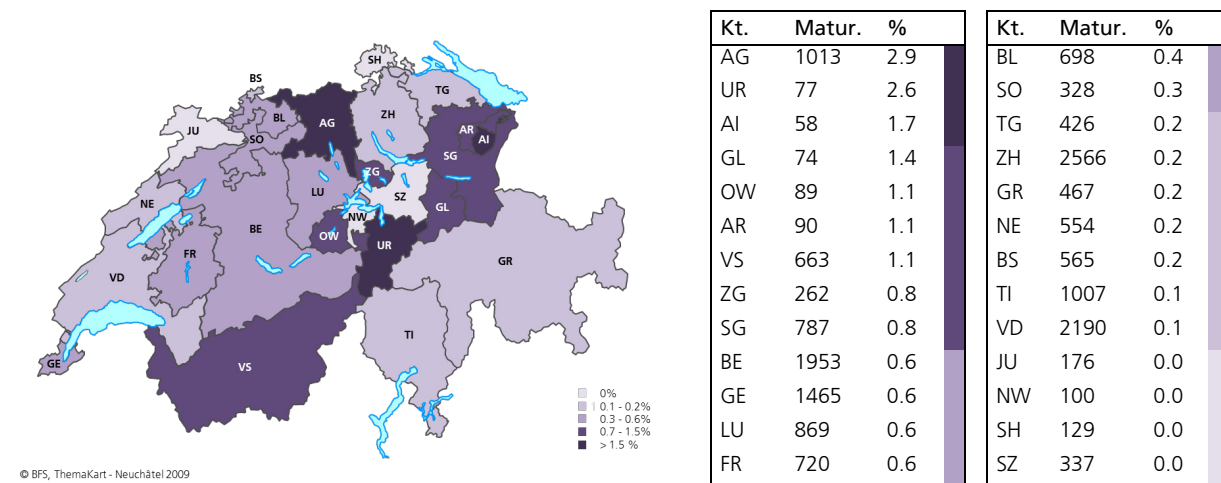 SH
BS
TG
BL
ZH
JU
AG
AR
SO
AI
SG
ZG
LU
SZ
NE
GL
NW
BE
OW
UR
FR
GR
VD
TI
GE
VS
0%
0.1 - 0.2%
0.3 - 0.6%
0.7 - 1.5%
> 1.5 %
© BFS, ThemaKart - Neuchâtel 2009
Kt. Matur. %
AG 1013 2.9
UR 77 2.6
AI 58 1.7
GL 74 1.4
OW 89 1.1
AR 90 1.1
VS 663 1.1
ZG 262 0.8
SG 787 0.8
BE 1953 0.6
GE 1465 0.6
LU 869 0.6
FR 720 0.6
Kt. Matur. %
BL 698 0.4
SO 328 0.3
TG 426 0.2
ZH 2566 0.2
GR 467 0.2
NE 554 0.2
BS 565 0.2
TI 1007 0.1
VD 2190 0.1
JU 176 0.0
NW 100 0.0
SH 129 0.0
SZ 337 0.0